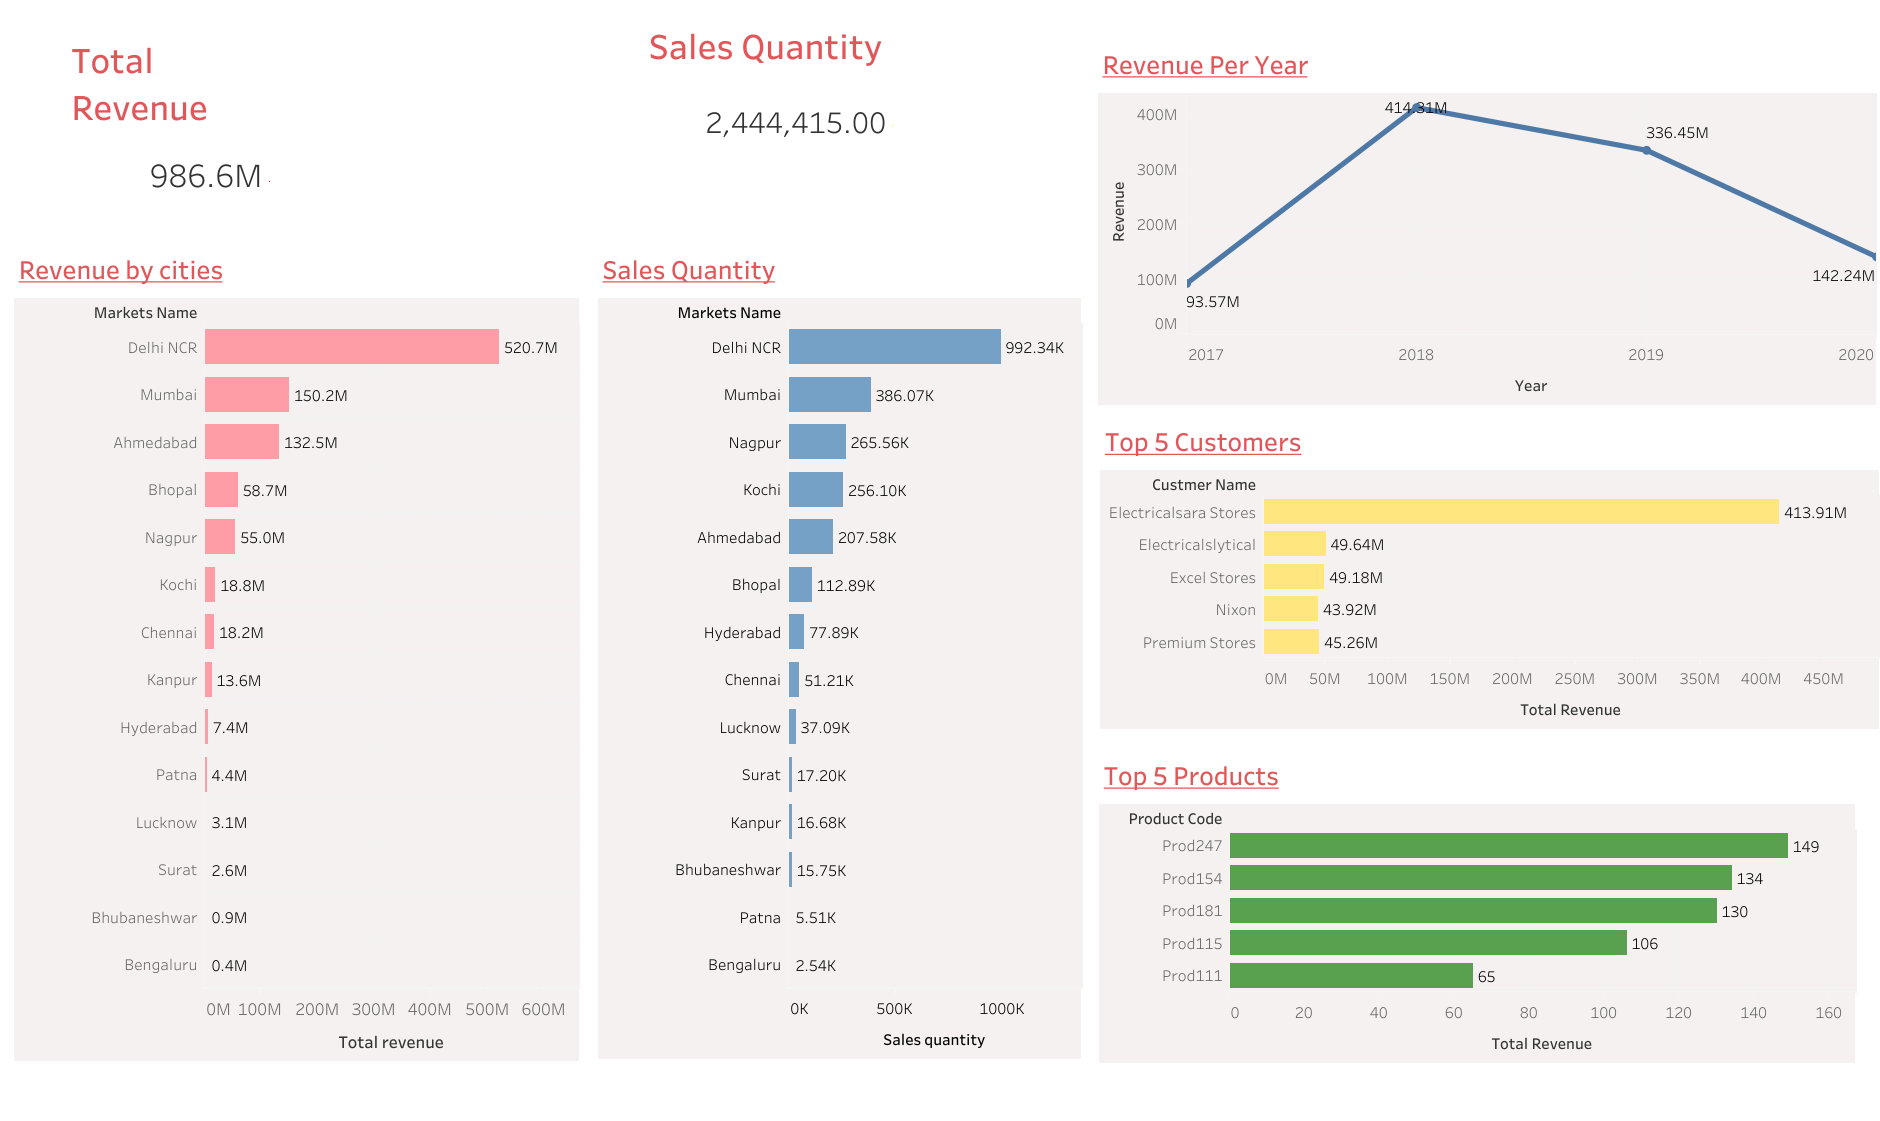 Total
Revenue
986.6M
Sales Quantity
2,444,415.00
Revenue by cities
Markets Name
Delhi NCR 520.7M
Mumbai 150.2M
Ahmedabad 132.5M
Bhopal 58.7M
Nagpur 55.0M
Kochi 18.8M
Chennai 18.2M
Kanpur 13.6M
Hyderabad 7.4M
Patna 4.4M
Lucknow 3.1M
Surat 2.6M
Bhubaneshwar 0.9M
Bengaluru 0.4M
0M 100M 200M 300M 400M 500M 600M
Total revenue
Sales Quantity
Markets Name
Delhi NCR 992.34K
Mumbai 386.07K
Nagpur 265.56K
Kochi 256.10K
Ahmedabad 207.58K
Bhopal 112.89K
Hyderabad 77.89K
Chennai 51.21K
Lucknow 37.09K
Surat 17.20K
Kanpur 16.68K
Bhubaneshwar 15.75K
Patna 5.51K
Bengaluru 2.54K
0K 500K 1000K
Sales quantity
Revenue Per Year
414.31M
400M
336.45M
300M
Revenue
200M
142.24M
100M
93.57M
0M
2017 2018 2019 2020
Year
Top 5 Customers
Custmer Name
Electricalsara Stores 413.91M
Electricalslytical 49.64M
Excel Stores 49.18M
Nixon 43.92M
Premium Stores 45.26M
0M 50M 100M 150M 200M 250M 300M 350M 400M 450M
Total Revenue
Top 5 Products
Product Code
Prod247 149
Prod154 134
Prod181 130
Prod115 106
Prod111 65
0 20 40 60 80 100 120 140 160
Total Revenue